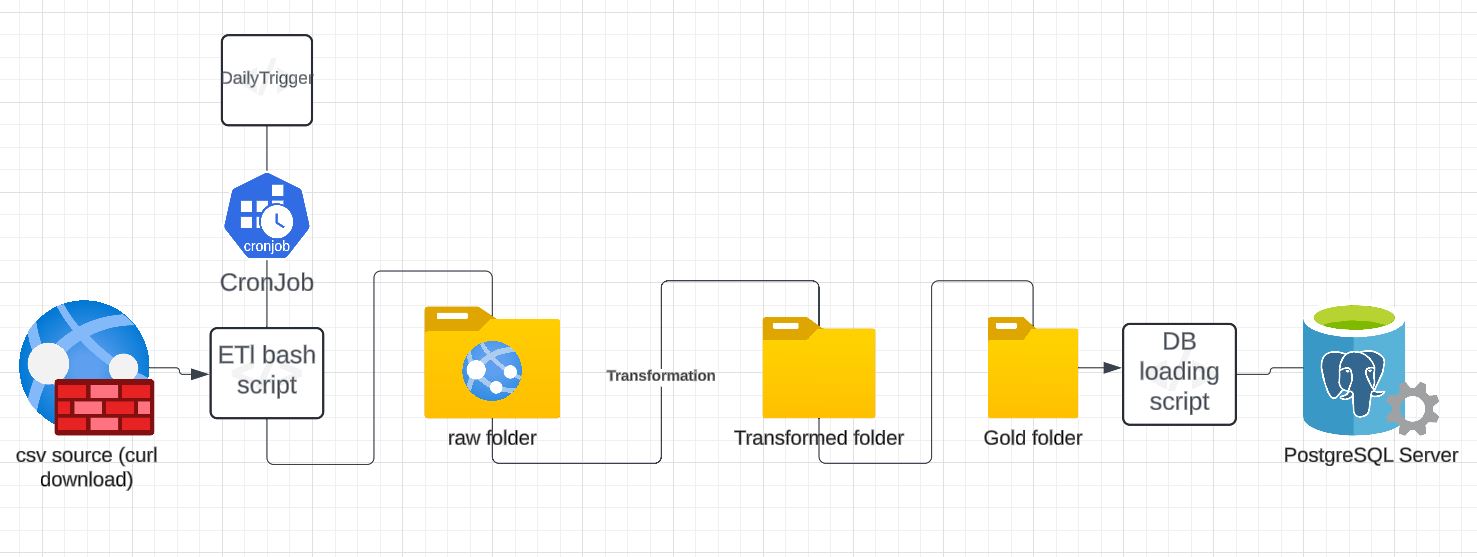 DailyTrigger
cronjob
CronJob
ETl bash
script
csv source (curl
download)
raw folder
Transformation
Transformed folder
Gold folder
DB
loading
script
PostgreSQL Server